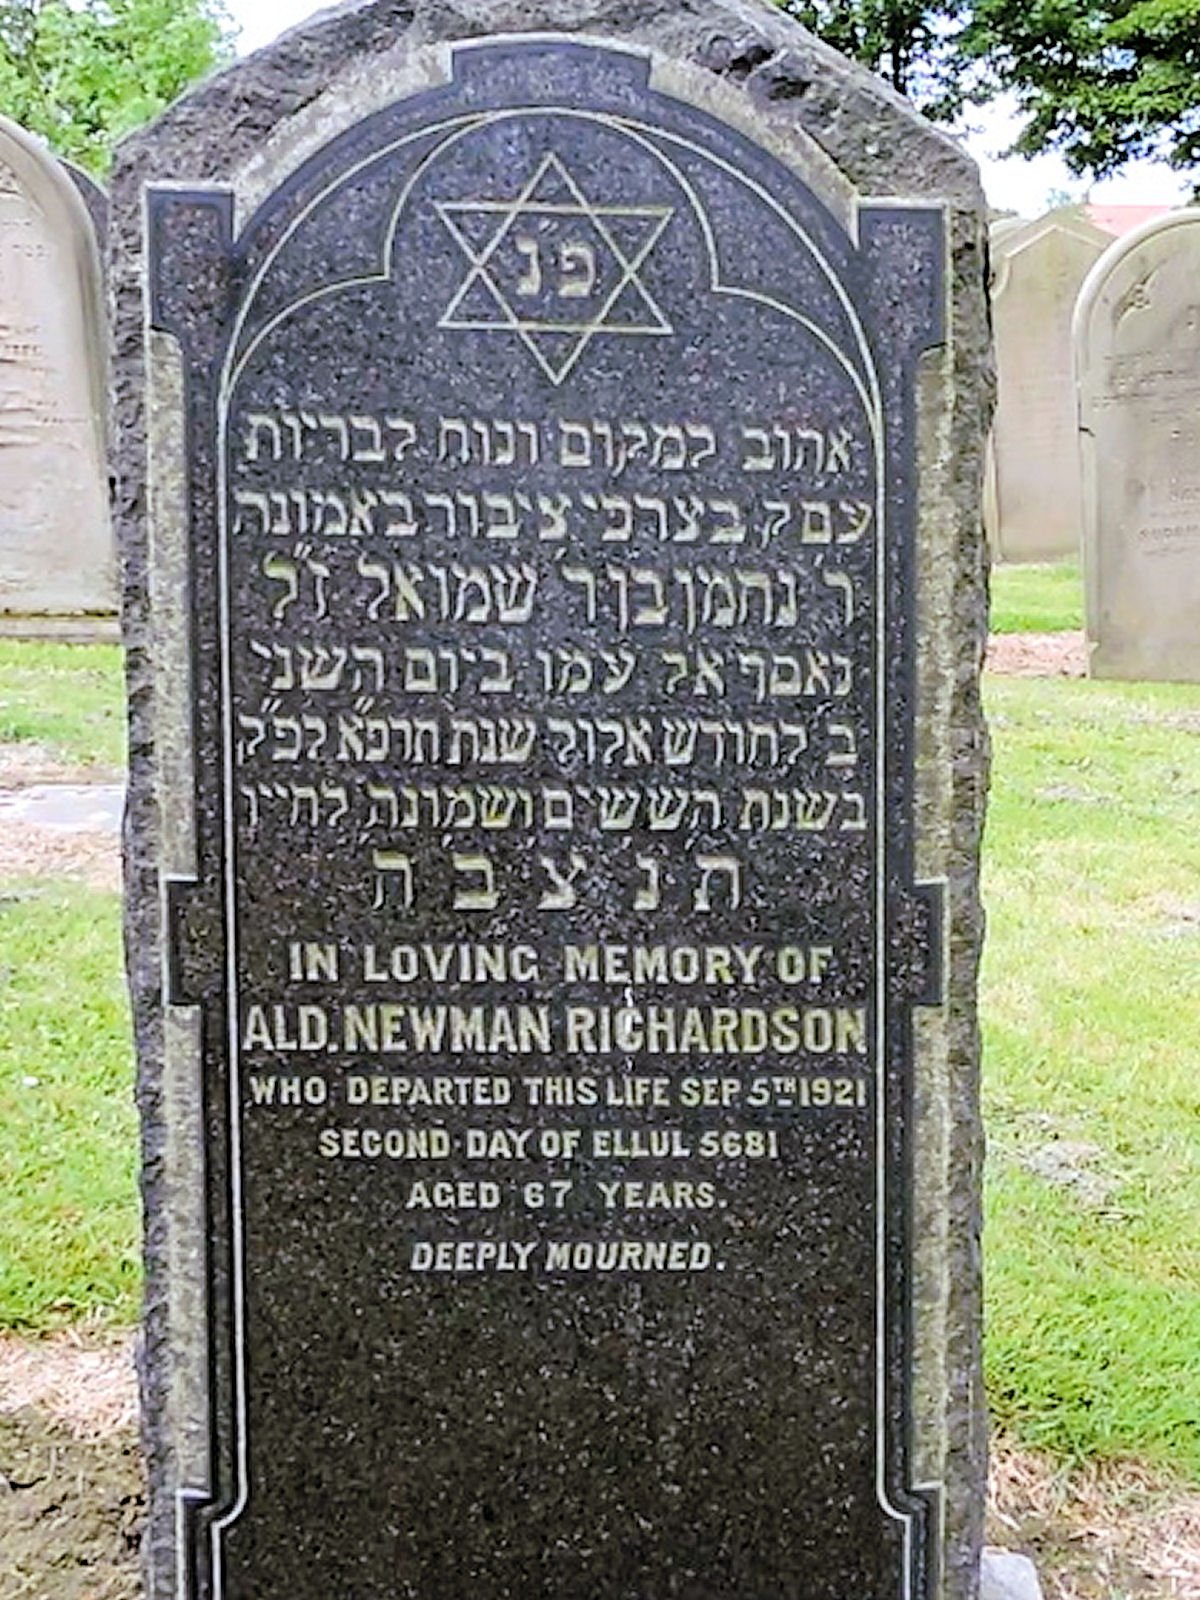 פנ
אהוב למקום ונוח לבריות
עסק בצרכי ציבור באמונה
ר' נחמן בן ר' שמואל ז"ל
נאסף אל עמו ביום השני
ב' לחודש אלול שנת תרפ"א לפ"ק
בשנת הששים ושמונה לחייו
ת נ צ ב ה
IN LOVING MEMORY OF
ALD. NEWMAN RICHARDSON
WHO DEPARTED THIS LIFE SEP 5TH 1921
SECOND DAY OF ELLUL 5681
AGED 67 YEARS.
DEEPLY MOURNED.